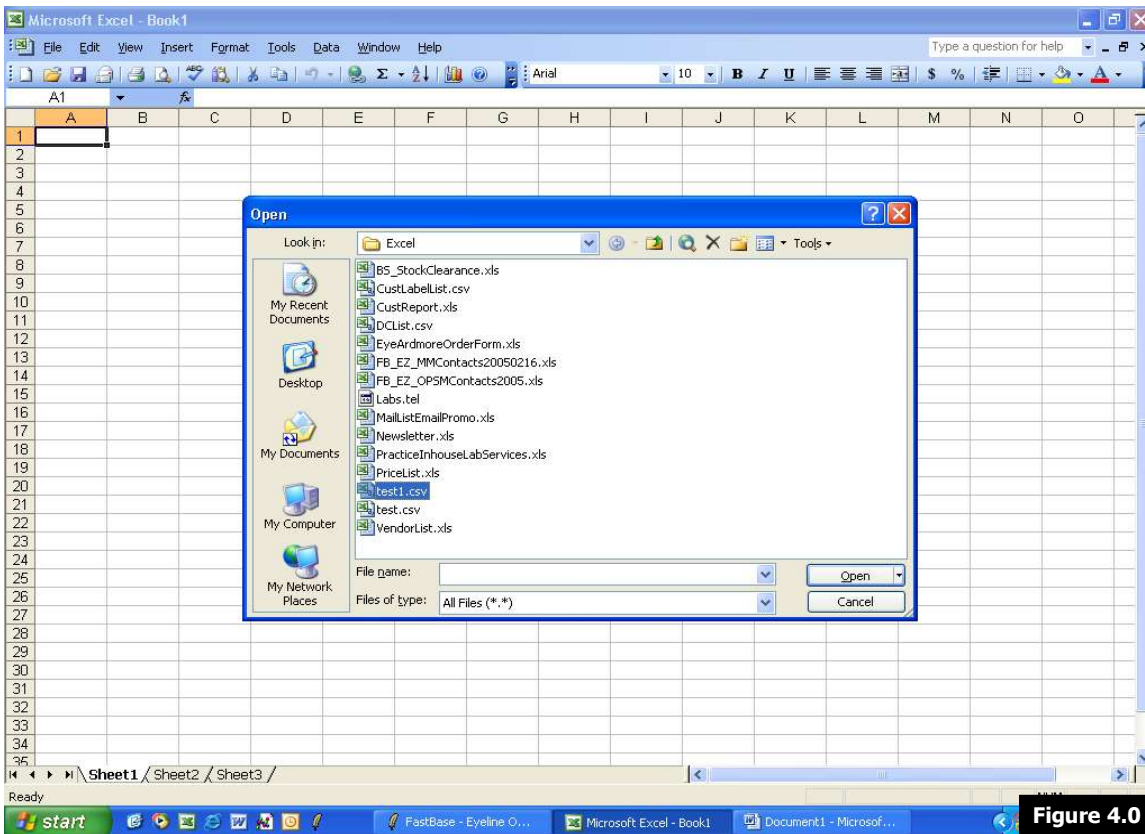 Microsoft Excel - Book1
File Edit View Insert Format Tools Data Window Help Type a question for help
Arial 10 B I U $ %
A1 fx
A B C D E F G H I J K L M N O
1
2
3
4
5
6
7
8
9
10
11
12
13
14
15
16
17
18
19
20
21
22
23
24
25
26
27
28
29
30
31
32
33
34
35
Open
Look in: Excel Tools
My Recent Documents
Desktop
My Documents
My Computer
My Network Places
BS_StockClearance.xls
CustLabelList.csv
CustReport.xls
DCList.csv
EyeArdmoreOrderForm.xls
FB_EZ_MMContacts20050216.xls
FB_EZ_OPSMContacts2005.xls
Labs.tel
MailListEmailPromo.xls
Newsletter.xls
PracticeInhouseLabServices.xls
PriceList.xls
test1.csv
test.csv
VendorList.xls
File name: Open
Files of type: All Files (*.*) Cancel
Sheet1 Sheet2 Sheet3
Ready
start FastBase - Eyeline O... Microsoft Excel - Book1 Document1 - Microsof...
Figure 4.0